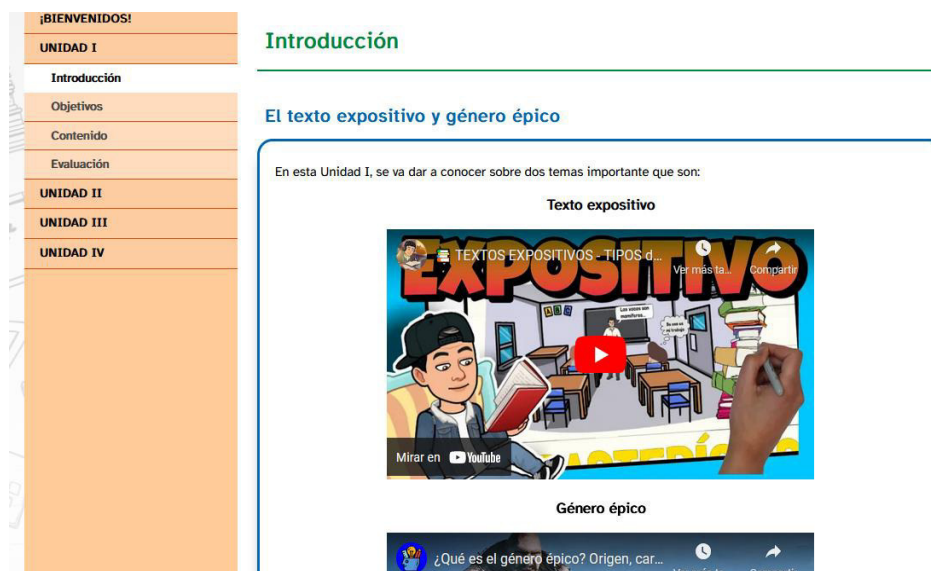 ¡BIENVENIDOS!
UNIDAD I
Introducción
Objetivos
Contenido
Evaluación
UNIDAD II
UNIDAD III
UNIDAD IV
Introducción
El texto expositivo y género épico
En esta Unidad I, se va dar a conocer sobre dos temas importante que son:
Texto expositivo
TEXTOS EXPOSITIVOS - TIPOS d...
Ver más ta...
Compartir
EXPOSITIVO
ABC
Mirar en YouTube
Género épico
¿Qué es el género épico? Origen, car...